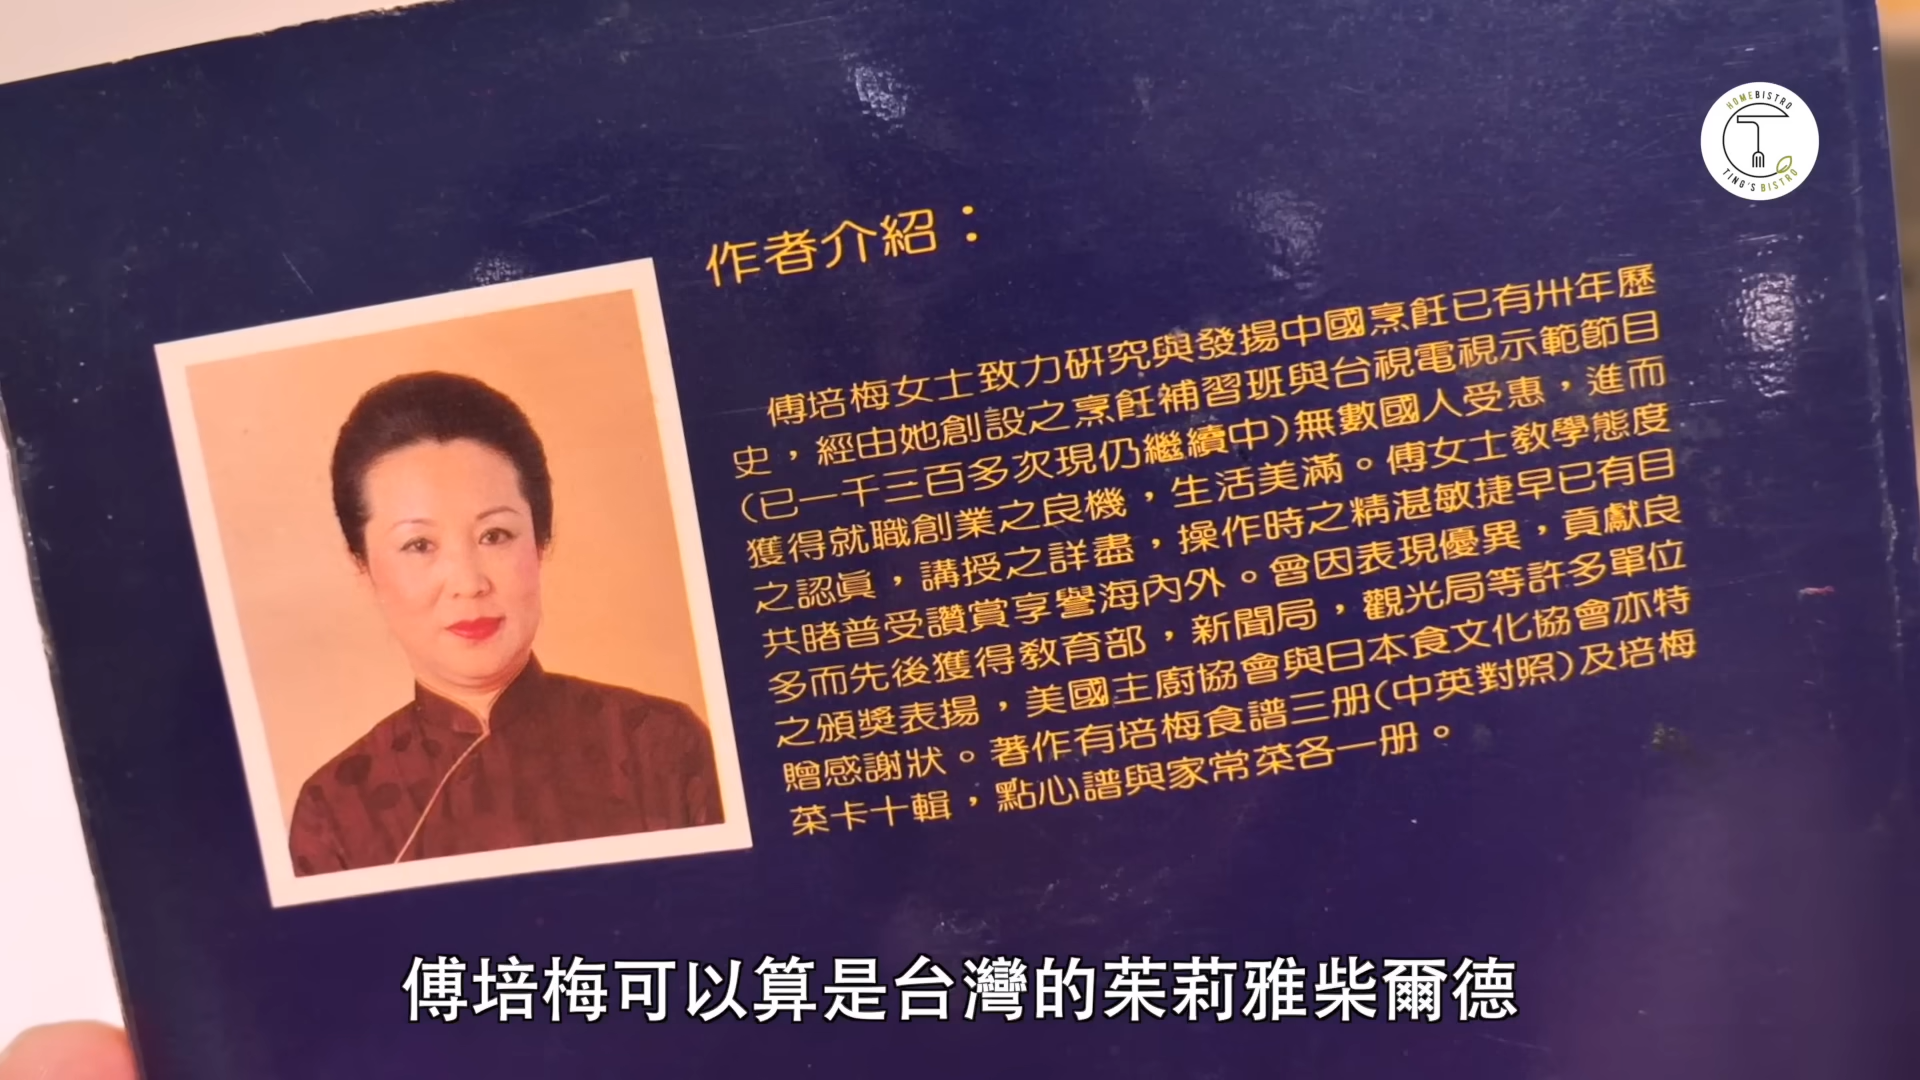 HOMEBISTRO
TING'S BISTRO
作者介紹：
傅培梅女士致力研究與發揚中國烹飪已有卅年歷
史，經由她創設之烹飪補習班與台視電視示範節目
(已一千三百多次現仍繼續中)無數國人受惠，進而
獲得就職創業之良機，生活美滿。傅女士教學態度
之認眞，講授之詳盡，操作時之精湛敏捷早已有目
共睹普受讚賞享譽海內外。曾因表現優異，貢獻良
多而先後獲得敎育部，新聞局，觀光局等許多單位
之頒獎表揚，美國主廚協會與日本食文化協會亦特
贈感謝狀。著作有培梅食譜三册(中英對照)及培梅
菜卡十輯，點心譜與家常菜各一册。
傅培梅可以算是台灣的茱莉雅柴爾德